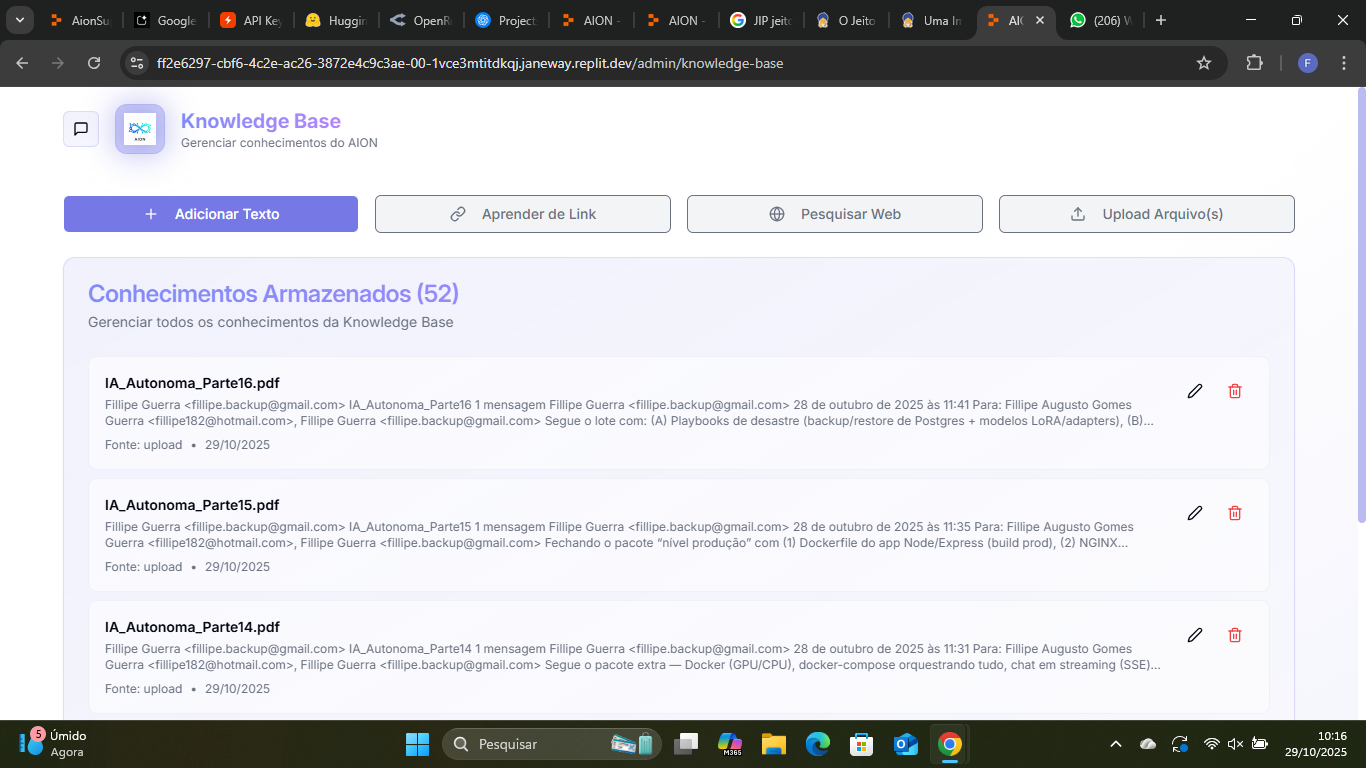 AionSu
Google
API Key
Huggin
OpenR
Project
AION -
AION -
JIP jeito
O Jeito
Uma In
AIO
(206) W
ff2e6297-cbf6-4c2e-ac26-3872e4c9c3ae-00-1vce3mtitdkqj.janeway.replit.dev/admin/knowledge-base
F
AION
Knowledge Base
Gerenciar conhecimentos do AION
Adicionar Texto
Aprender de Link
Pesquisar Web
Upload Arquivo(s)
Conhecimentos Armazenados (52)
Gerenciar todos os conhecimentos da Knowledge Base
IA_Autonoma_Parte16.pdf
Fillipe Guerra <fillipe.backup@gmail.com> IA_Autonoma_Parte16 1 mensagem Fillipe Guerra <fillipe.backup@gmail.com> 28 de outubro de 2025 às 11:41 Para: Fillipe Augusto Gomes
Guerra <fillipe182@hotmail.com>, Fillipe Guerra <fillipe.backup@gmail.com> Segue o lote com: (A) Playbooks de desastre (backup/restore de Postgres + modelos LoRA/adapters), (B)...
Fonte: upload • 29/10/2025
IA_Autonoma_Parte15.pdf
Fillipe Guerra <fillipe.backup@gmail.com> IA_Autonoma_Parte15 1 mensagem Fillipe Guerra <fillipe.backup@gmail.com> 28 de outubro de 2025 às 11:35 Para: Fillipe Augusto Gomes
Guerra <fillipe182@hotmail.com>, Fillipe Guerra <fillipe.backup@gmail.com> Fechando o pacote “nível produção” com (1) Dockerfile do app Node/Express (build prod), (2) NGINX...
Fonte: upload • 29/10/2025
IA_Autonoma_Parte14.pdf
Fillipe Guerra <fillipe.backup@gmail.com> IA_Autonoma_Parte14 1 mensagem Fillipe Guerra <fillipe.backup@gmail.com> 28 de outubro de 2025 às 11:31 Para: Fillipe Augusto Gomes
Guerra <fillipe182@hotmail.com>, Fillipe Guerra <fillipe.backup@gmail.com> Segue o pacote extra — Docker (GPU/CPU), docker-compose orquestrando tudo, chat em streaming (SSE)...
Fonte: upload • 29/10/2025
5
Úmido
Agora
Pesquisar
M365
10:16
29/10/2025